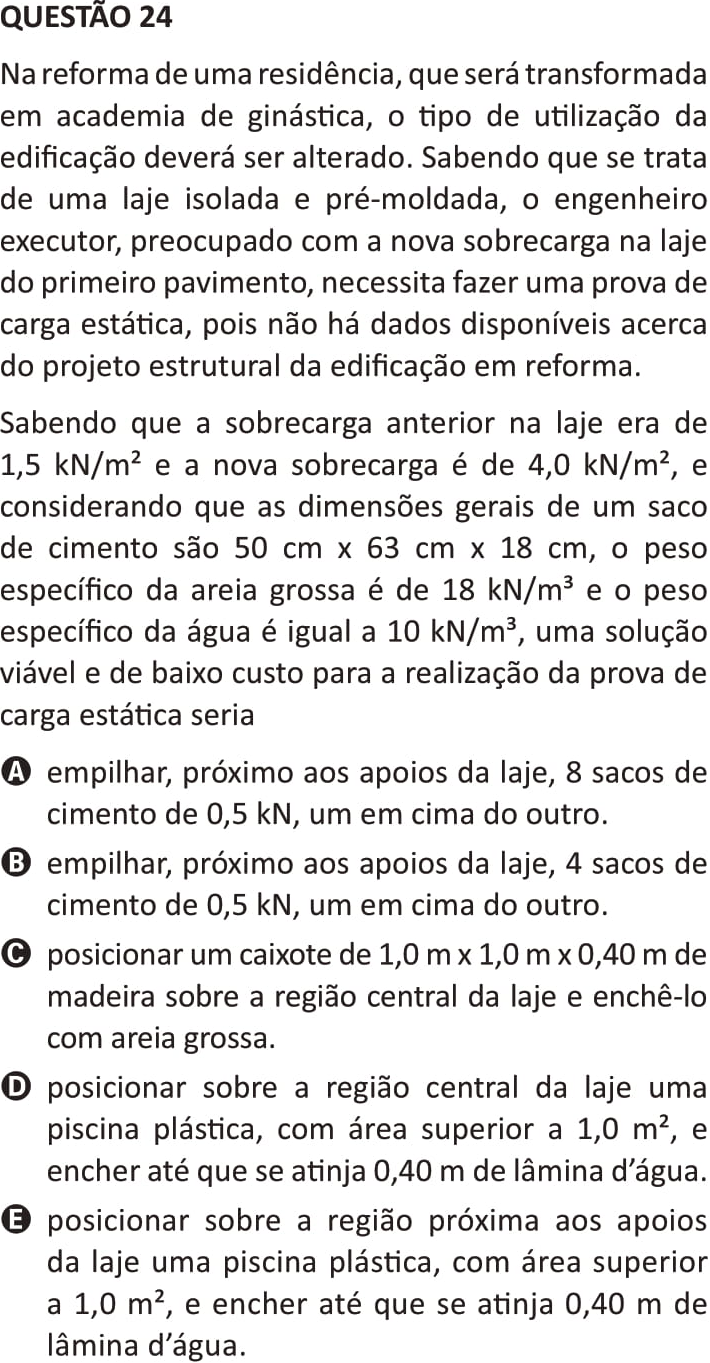 QUESTÃO 24
Na reforma de uma residência, que será transformada
em academia de ginástica, o tipo de utilização da
edificação deverá ser alterado. Sabendo que se trata
de uma laje isolada e pré-moldada, o engenheiro
executor, preocupado com a nova sobrecarga na laje
do primeiro pavimento, necessita fazer uma prova de
carga estática, pois não há dados disponíveis acerca
do projeto estrutural da edificação em reforma.
Sabendo que a sobrecarga anterior na laje era de
1,5 kN/m² e a nova sobrecarga é de 4,0 kN/m², e
considerando que as dimensões gerais de um saco
de cimento são 50 cm x 63 cm x 18 cm, o peso
específico da areia grossa é de 18 kN/m³ e o peso
específico da água é igual a 10 kN/m³, uma solução
viável e de baixo custo para a realização da prova de
carga estática seria
A empilhar, próximo aos apoios da laje, 8 sacos de
cimento de 0,5 kN, um em cima do outro.
B empilhar, próximo aos apoios da laje, 4 sacos de
cimento de 0,5 kN, um em cima do outro.
C posicionar um caixote de 1,0 m x 1,0 m x 0,40 m de
madeira sobre a região central da laje e enchê-lo
com areia grossa.
D posicionar sobre a região central da laje uma
piscina plástica, com área superior a 1,0 m², e
encher até que se atinja 0,40 m de lâmina d’água.
E posicionar sobre a região próxima aos apoios
da laje uma piscina plástica, com área superior
a 1,0 m², e encher até que se atinja 0,40 m de
lâmina d’água.